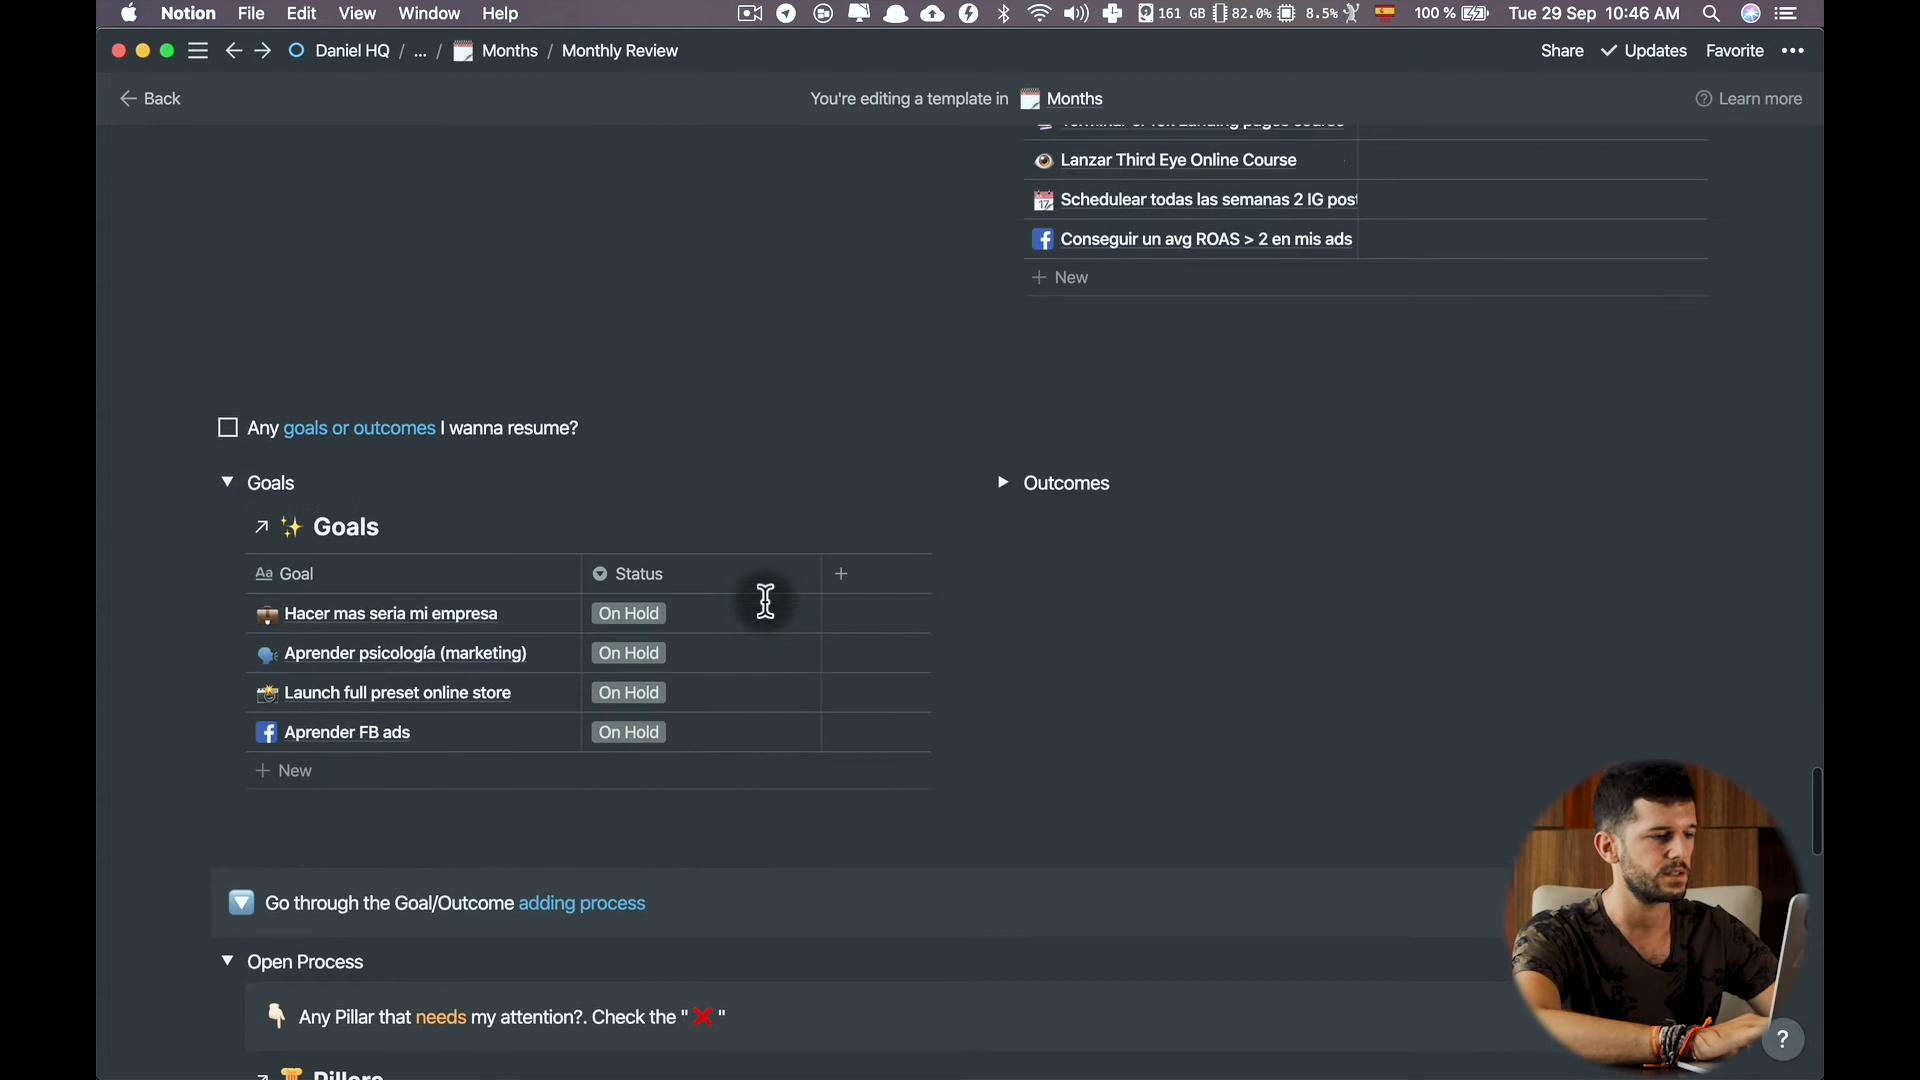 Notion File Edit View Window Help 161 GB 82.0% 8.5% 100 % Tue 29 Sep 10:46 AM
Daniel HQ / ... / Months / Monthly Review Share Updates Favorite •••
Back You're editing a template in Months Learn more
Lanzar Third Eye Online Course
Schedulear todas las semanas 2 IG post
Conseguir un avg ROAS > 2 en mis ads
New
Any goals or outcomes I wanna resume?
Goals Outcomes
Goals
Aa Goal Status
Hacer mas seria mi empresa On Hold
Aprender psicología (marketing) On Hold
Launch full preset online store On Hold
Aprender FB ads On Hold
New
Go through the Goal/Outcome adding process
Open Process
Any Pillar that needs my attention?. Check the " ❌ "
Pillars
?